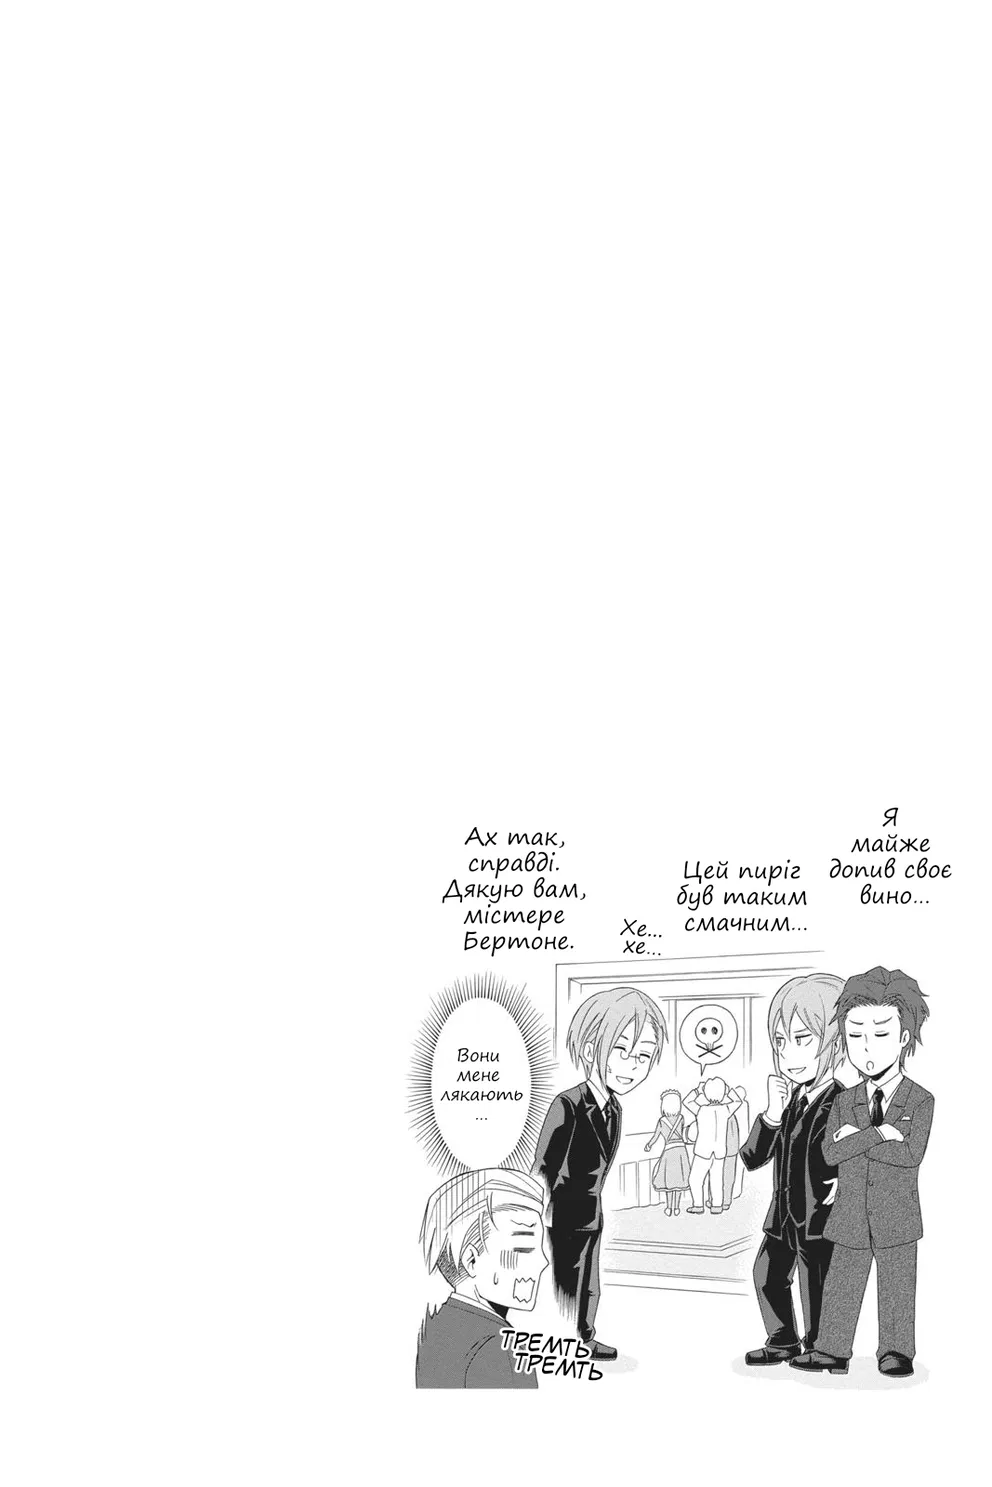 Я
майже
допив своє
вино...
Цей пиріг
був таким
смачним...
Хе...
хе...
Ах так,
справді.
Дякую вам,
містере
Бертоне.
Вони
мене
лякають
...
ТРЕМТЬ
ТРЕМТЬ